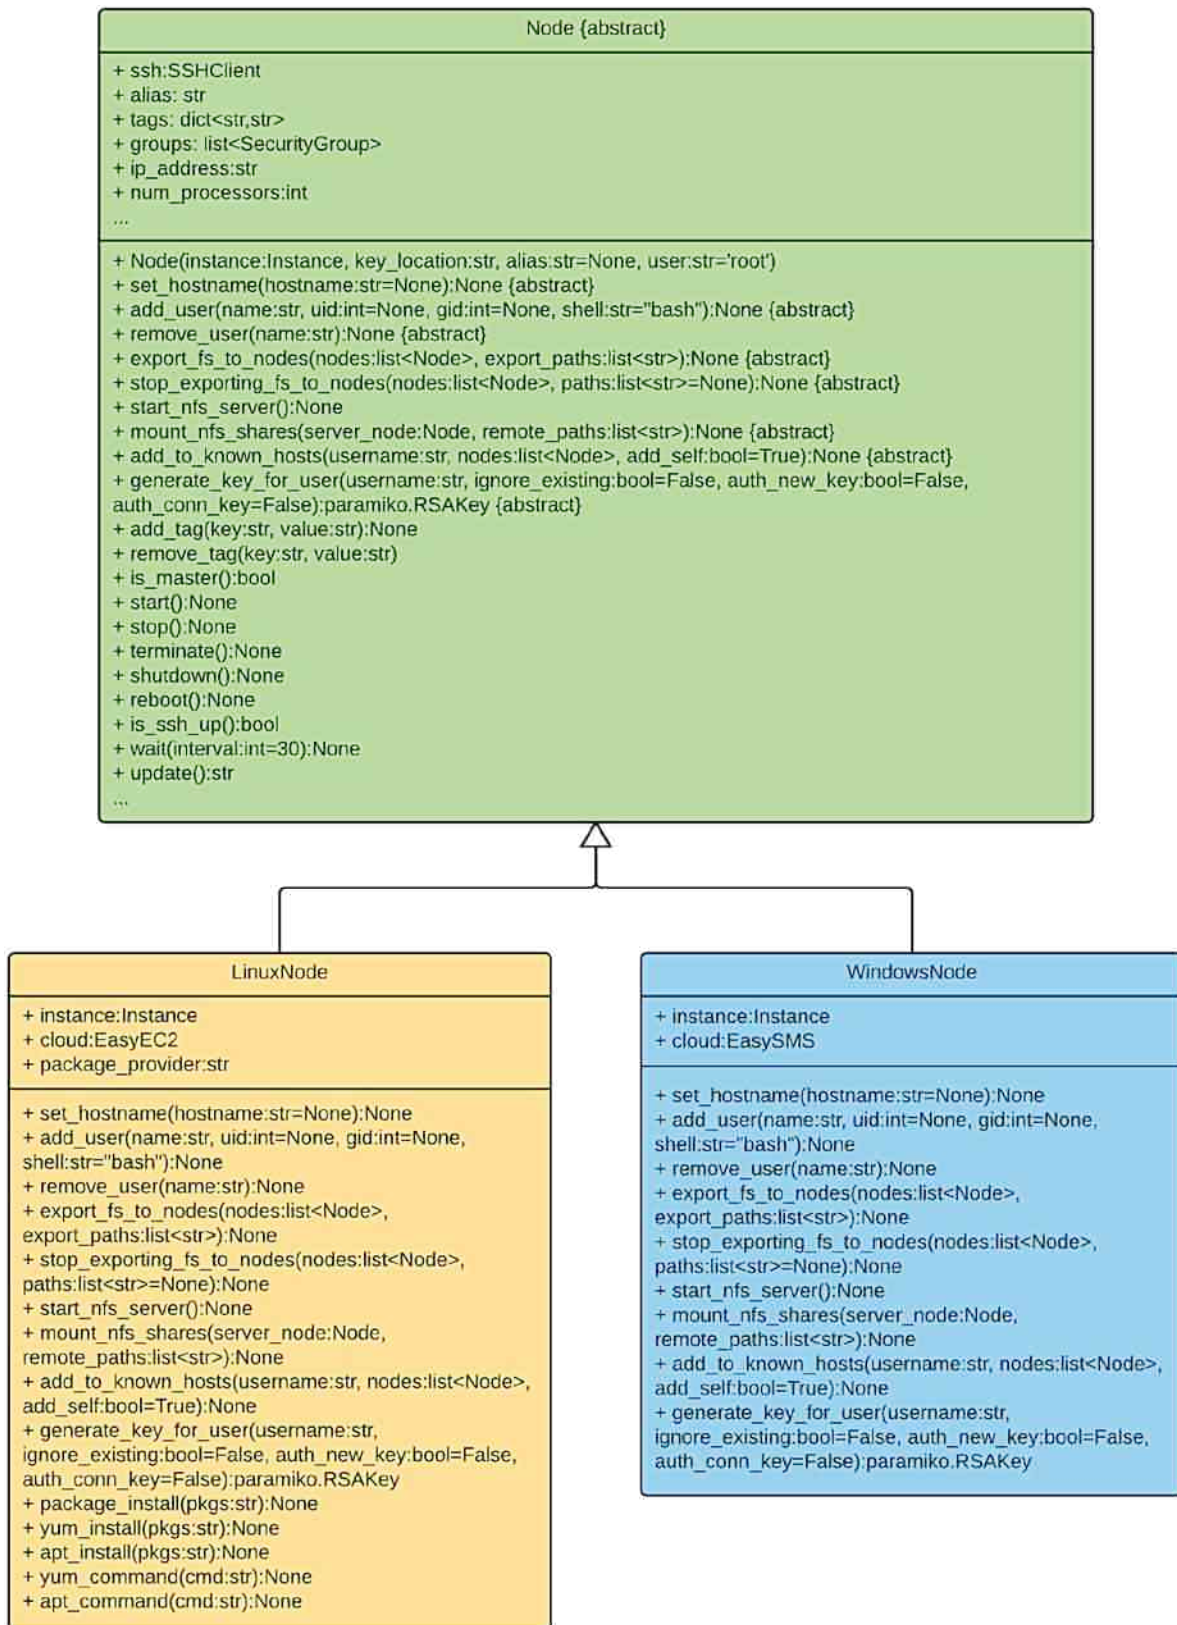 Node {abstract}
+ ssh:SSHClient
+ alias: str
+ tags: dict<str,str>
+ groups: list<SecurityGroup>
+ ip_address:str
+ num_processors:int
...
+ Node(instance:Instance, key_location:str, alias:str=None, user:str='root')
+ set_hostname(hostname:str=None):None {abstract}
+ add_user(name:str, uid:int=None, gid:int=None, shell:str="bash"):None {abstract}
+ remove_user(name:str):None {abstract}
+ export_fs_to_nodes(nodes:list<Node>, export_paths:list<str>):None {abstract}
+ stop_exporting_fs_to_nodes(nodes:list<Node>, paths:list<str>=None):None {abstract}
+ start_nfs_server():None
+ mount_nfs_shares(server_node:Node, remote_paths:list<str>):None {abstract}
+ add_to_known_hosts(username:str, nodes:list<Node>, add_self:bool=True):None {abstract}
+ generate_key_for_user(username:str, ignore_existing:bool=False, auth_new_key:bool=False,
auth_conn_key=False):paramiko.RSAKey {abstract}
+ add_tag(key:str, value:str):None
+ remove_tag(key:str, value:str)
+ is_master():bool
+ start():None
+ stop():None
+ terminate():None
+ shutdown():None
+ reboot():None
+ is_ssh_up():bool
+ wait(interval:int=30):None
+ update():str
...
LinuxNode
+ instance:Instance
+ cloud:EasyEC2
+ package_provider:str
+ set_hostname(hostname:str=None):None
+ add_user(name:str, uid:int=None, gid:int=None,
shell:str="bash"):None
+ remove_user(name:str):None
+ export_fs_to_nodes(nodes:list<Node>,
export_paths:list<str>):None
+ stop_exporting_fs_to_nodes(nodes:list<Node>,
paths:list<str>=None):None
+ start_nfs_server():None
+ mount_nfs_shares(server_node:Node,
remote_paths:list<str>):None
+ add_to_known_hosts(username:str, nodes:list<Node>,
add_self:bool=True):None
+ generate_key_for_user(username:str,
ignore_existing:bool=False, auth_new_key:bool=False,
auth_conn_key=False):paramiko.RSAKey
+ package_install(pkgs:str):None
+ yum_install(pkgs:str):None
+ apt_install(pkgs:str):None
+ yum_command(cmd:str):None
+ apt_command(cmd:str):None
WindowsNode
+ instance:Instance
+ cloud:EasySMS
+ set_hostname(hostname:str=None):None
+ add_user(name:str, uid:int=None, gid:int=None,
shell:str="bash"):None
+ remove_user(name:str):None
+ export_fs_to_nodes(nodes:list<Node>,
export_paths:list<str>):None
+ stop_exporting_fs_to_nodes(nodes:list<Node>,
paths:list<str>=None):None
+ start_nfs_server():None
+ mount_nfs_shares(server_node:Node,
remote_paths:list<str>):None
+ add_to_known_hosts(username:str, nodes:list<Node>,
add_self:bool=True):None
+ generate_key_for_user(username:str,
ignore_existing:bool=False, auth_new_key:bool=False,
auth_conn_key=False):paramiko.RSAKey